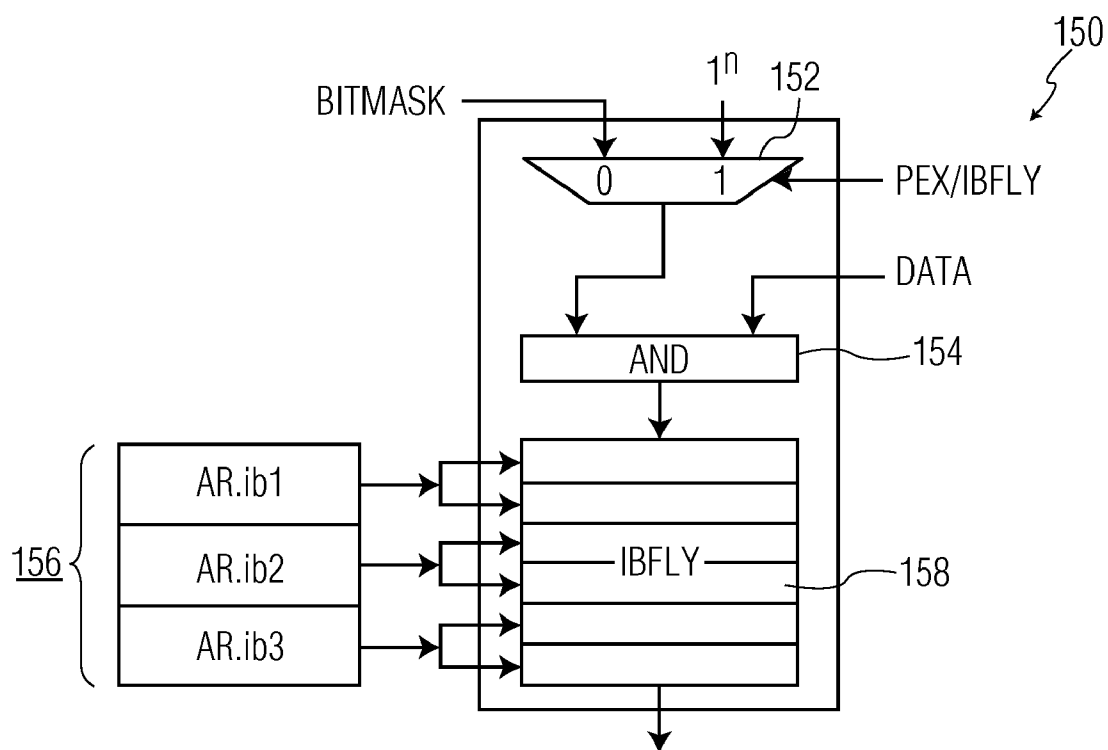 150
1ⁿ
152
BITMASK
0 1
PEX/IBFLY
DATA
AND
154
AR.ib1
156
AR.ib2
IBFLY
158
AR.ib3